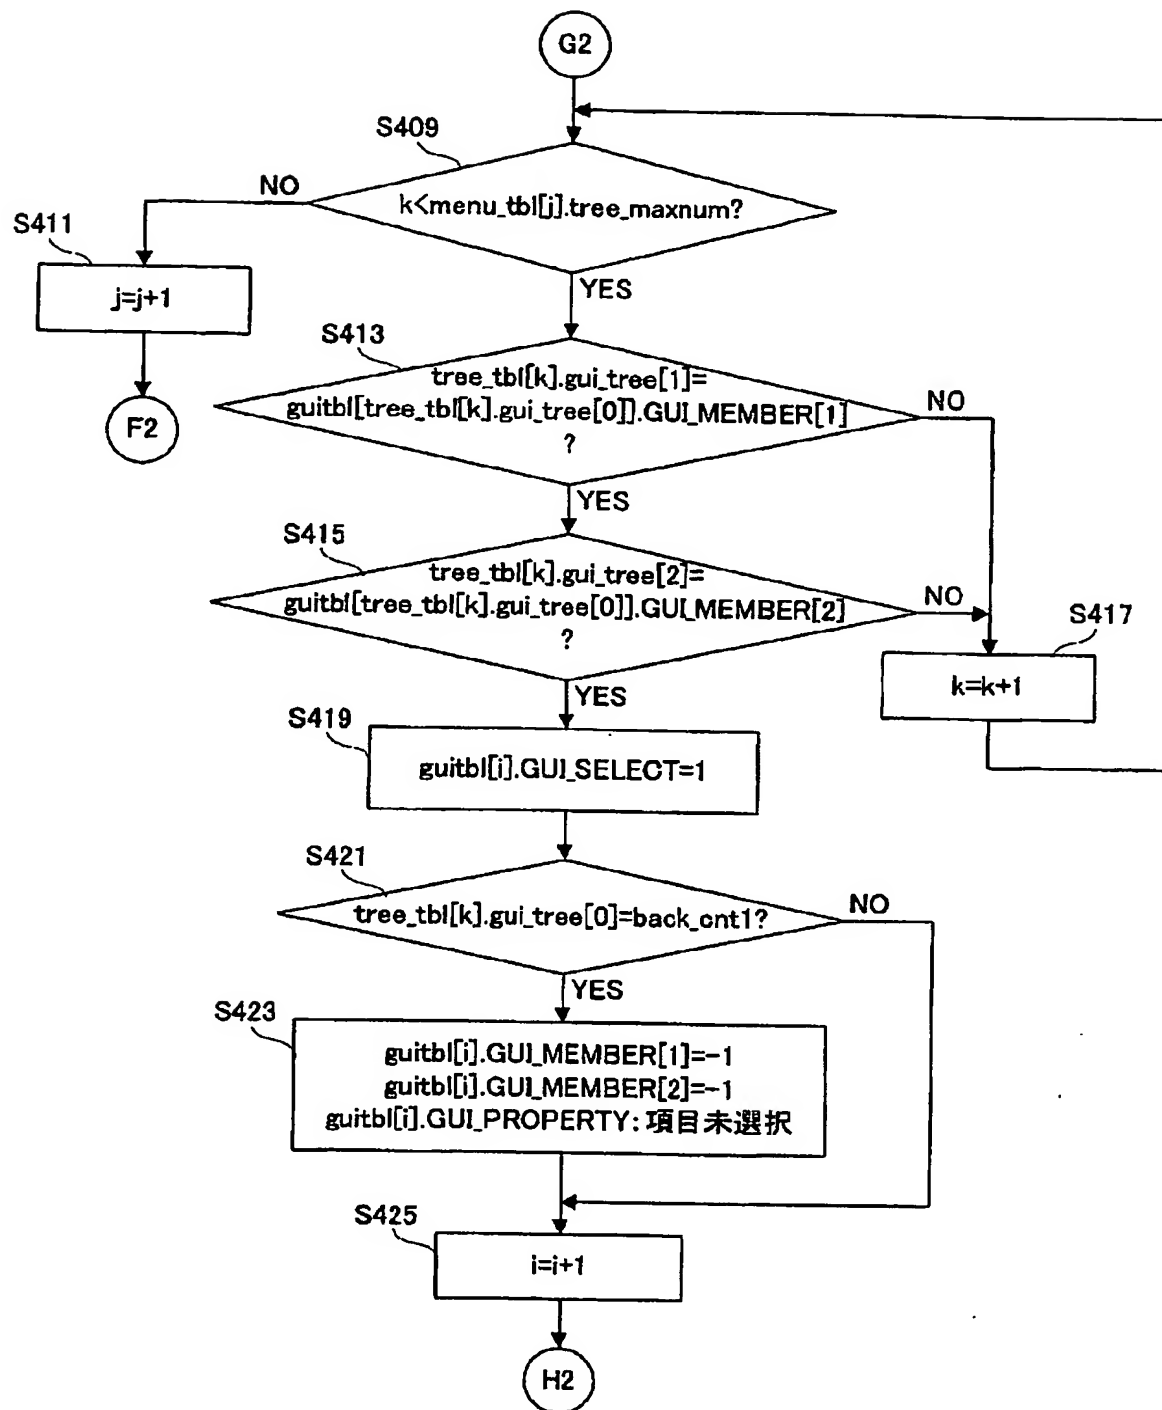 G2
S409
k<menu_tbl[j].tree_maxnum?
NO
YES
S411
j=j+1
F2
S413
tree_tbl[k].gui_tree[1]=
guitbl[tree_tbl[k].gui_tree[0]].GUI_MEMBER[1]
?
NO
YES
S415
tree_tbl[k].gui_tree[2]=
guitbl[tree_tbl[k].gui_tree[0]].GUI_MEMBER[2]
?
NO
YES
S417
k=k+1
S419
guitbl[i].GUI_SELECT=1
S421
tree_tbl[k].gui_tree[0]=back_cnt1?
NO
YES
S423
guitbl[i].GUI_MEMBER[1]=-1
guitbl[i].GUI_MEMBER[2]=-1
guitbl[i].GUI_PROPERTY:項目未選択
S425
i=i+1
H2